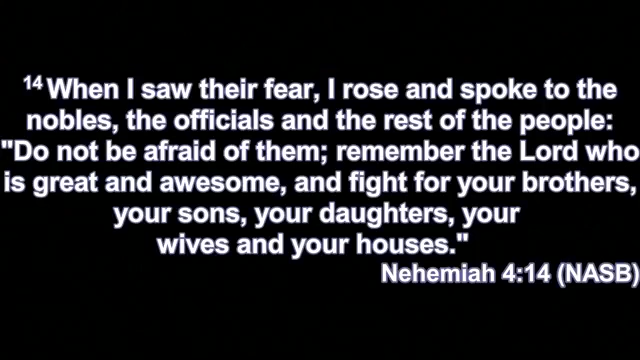 14 When I saw their fear, I rose and spoke to the
nobles, the officials and the rest of the people:
"Do not be afraid of them; remember the Lord who
is great and awesome, and fight for your brothers,
your sons, your daughters, your
wives and your houses."
Nehemiah 4:14 (NASB)